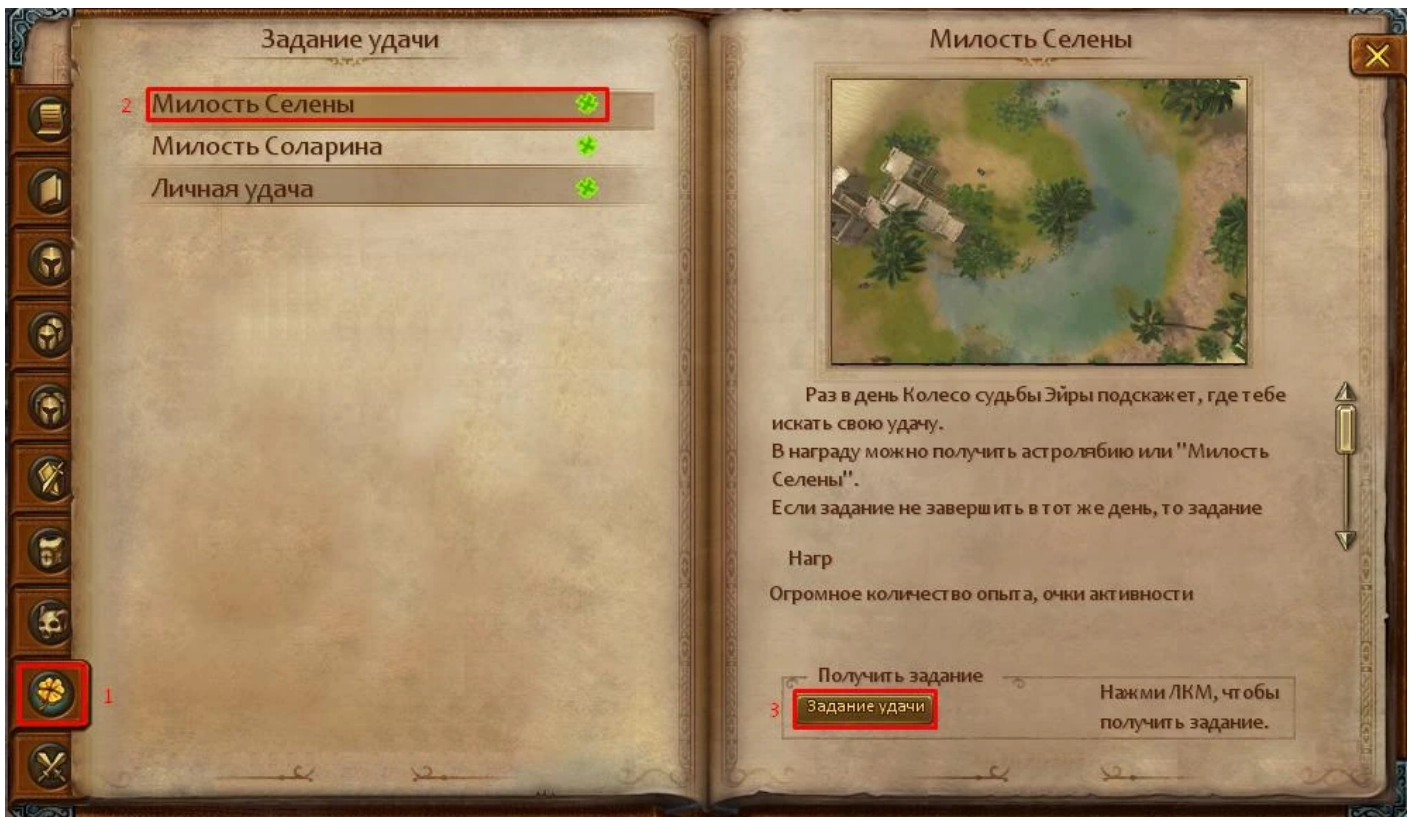 Задание удачи
2 Милость Селены
Милость Соларина
Личная удача
1
Милость Селены
Раз в день Колесо судьбы Эйры подскажет, где тебе
искать свою удачу.
В награду можно получить астролябию или "Милость
Селены".
Если задание не завершить в тот же день, то задание
Нагр
Огромное количество опыта, очки активности
Получить задание
3 Задание удачи
Нажми ЛКМ, чтобы
получить задание.